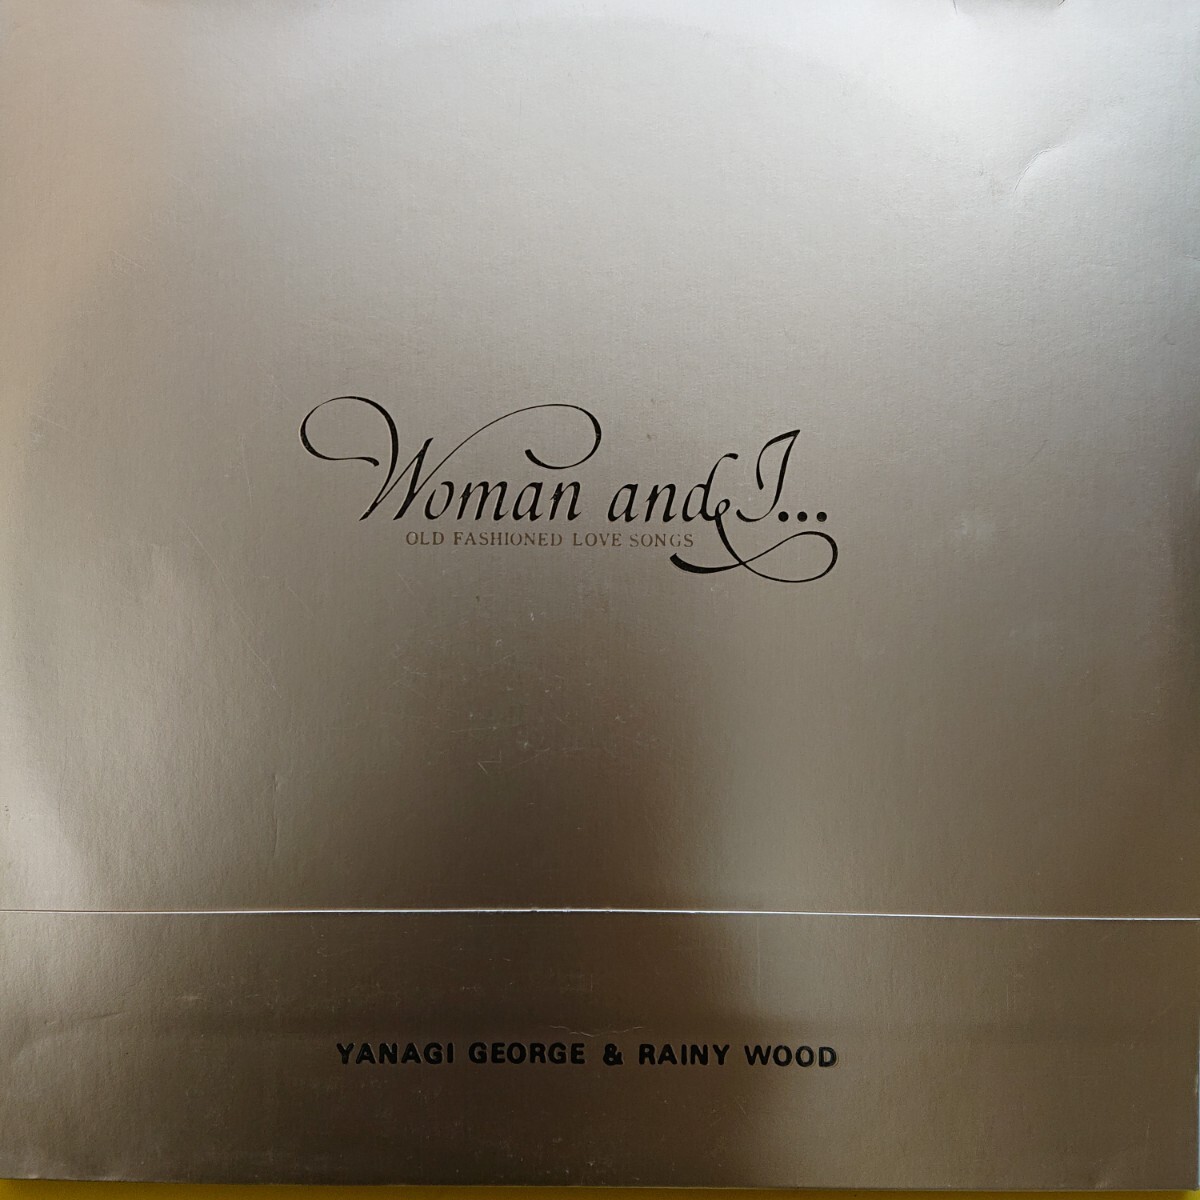 Woman and I...
OLD FASHIONED LOVE SONGS
YANAGI GEORGE & RAINY WOOD